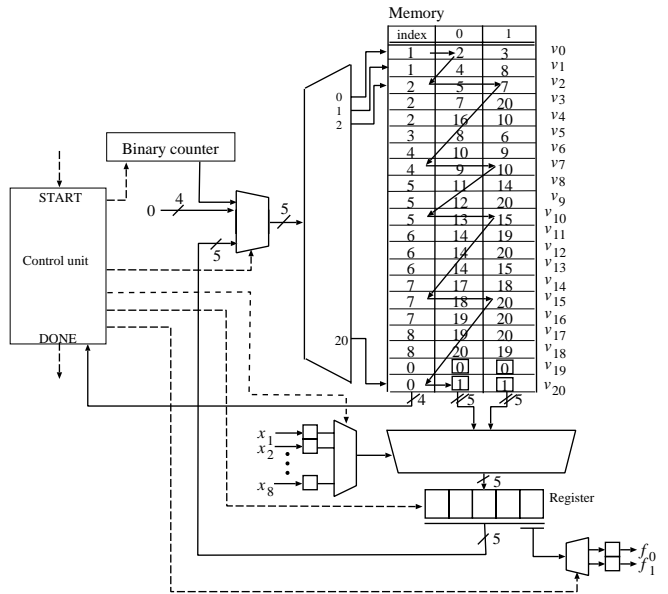 Memory
index 0 1
1 2 3 v0
1 4 8 v1
2 5 7 v2
2 7 20 v3
2 16 10 v4
3 8 6 v5
4 10 9 v6
4 9 10 v7
5 11 14 v8
5 12 20 v9
5 13 15 v10
6 14 19 v11
6 14 20 v12
6 14 15 v13
7 17 18 v14
7 18 20 v15
7 19 20 v16
8 19 20 v17
8 20 19 v18
0 0 0 v19
0 1 1 v20
0
1
2
20
Binary counter
START
Control unit
DONE
0
4
5
5
4 5 5
x1
x2
x8
5
Register
5
f0
f1